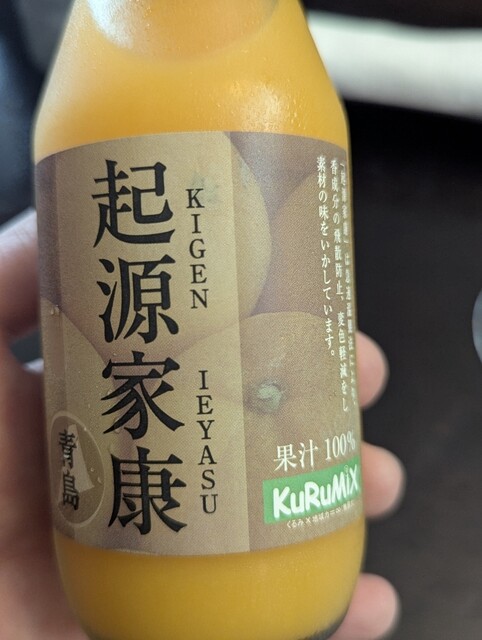 起源家康
KIGEN IEYASU
青島
香成分の飛散防止、変色軽減をし
素材の味をいかしています。
果汁100%
KuRuMiX